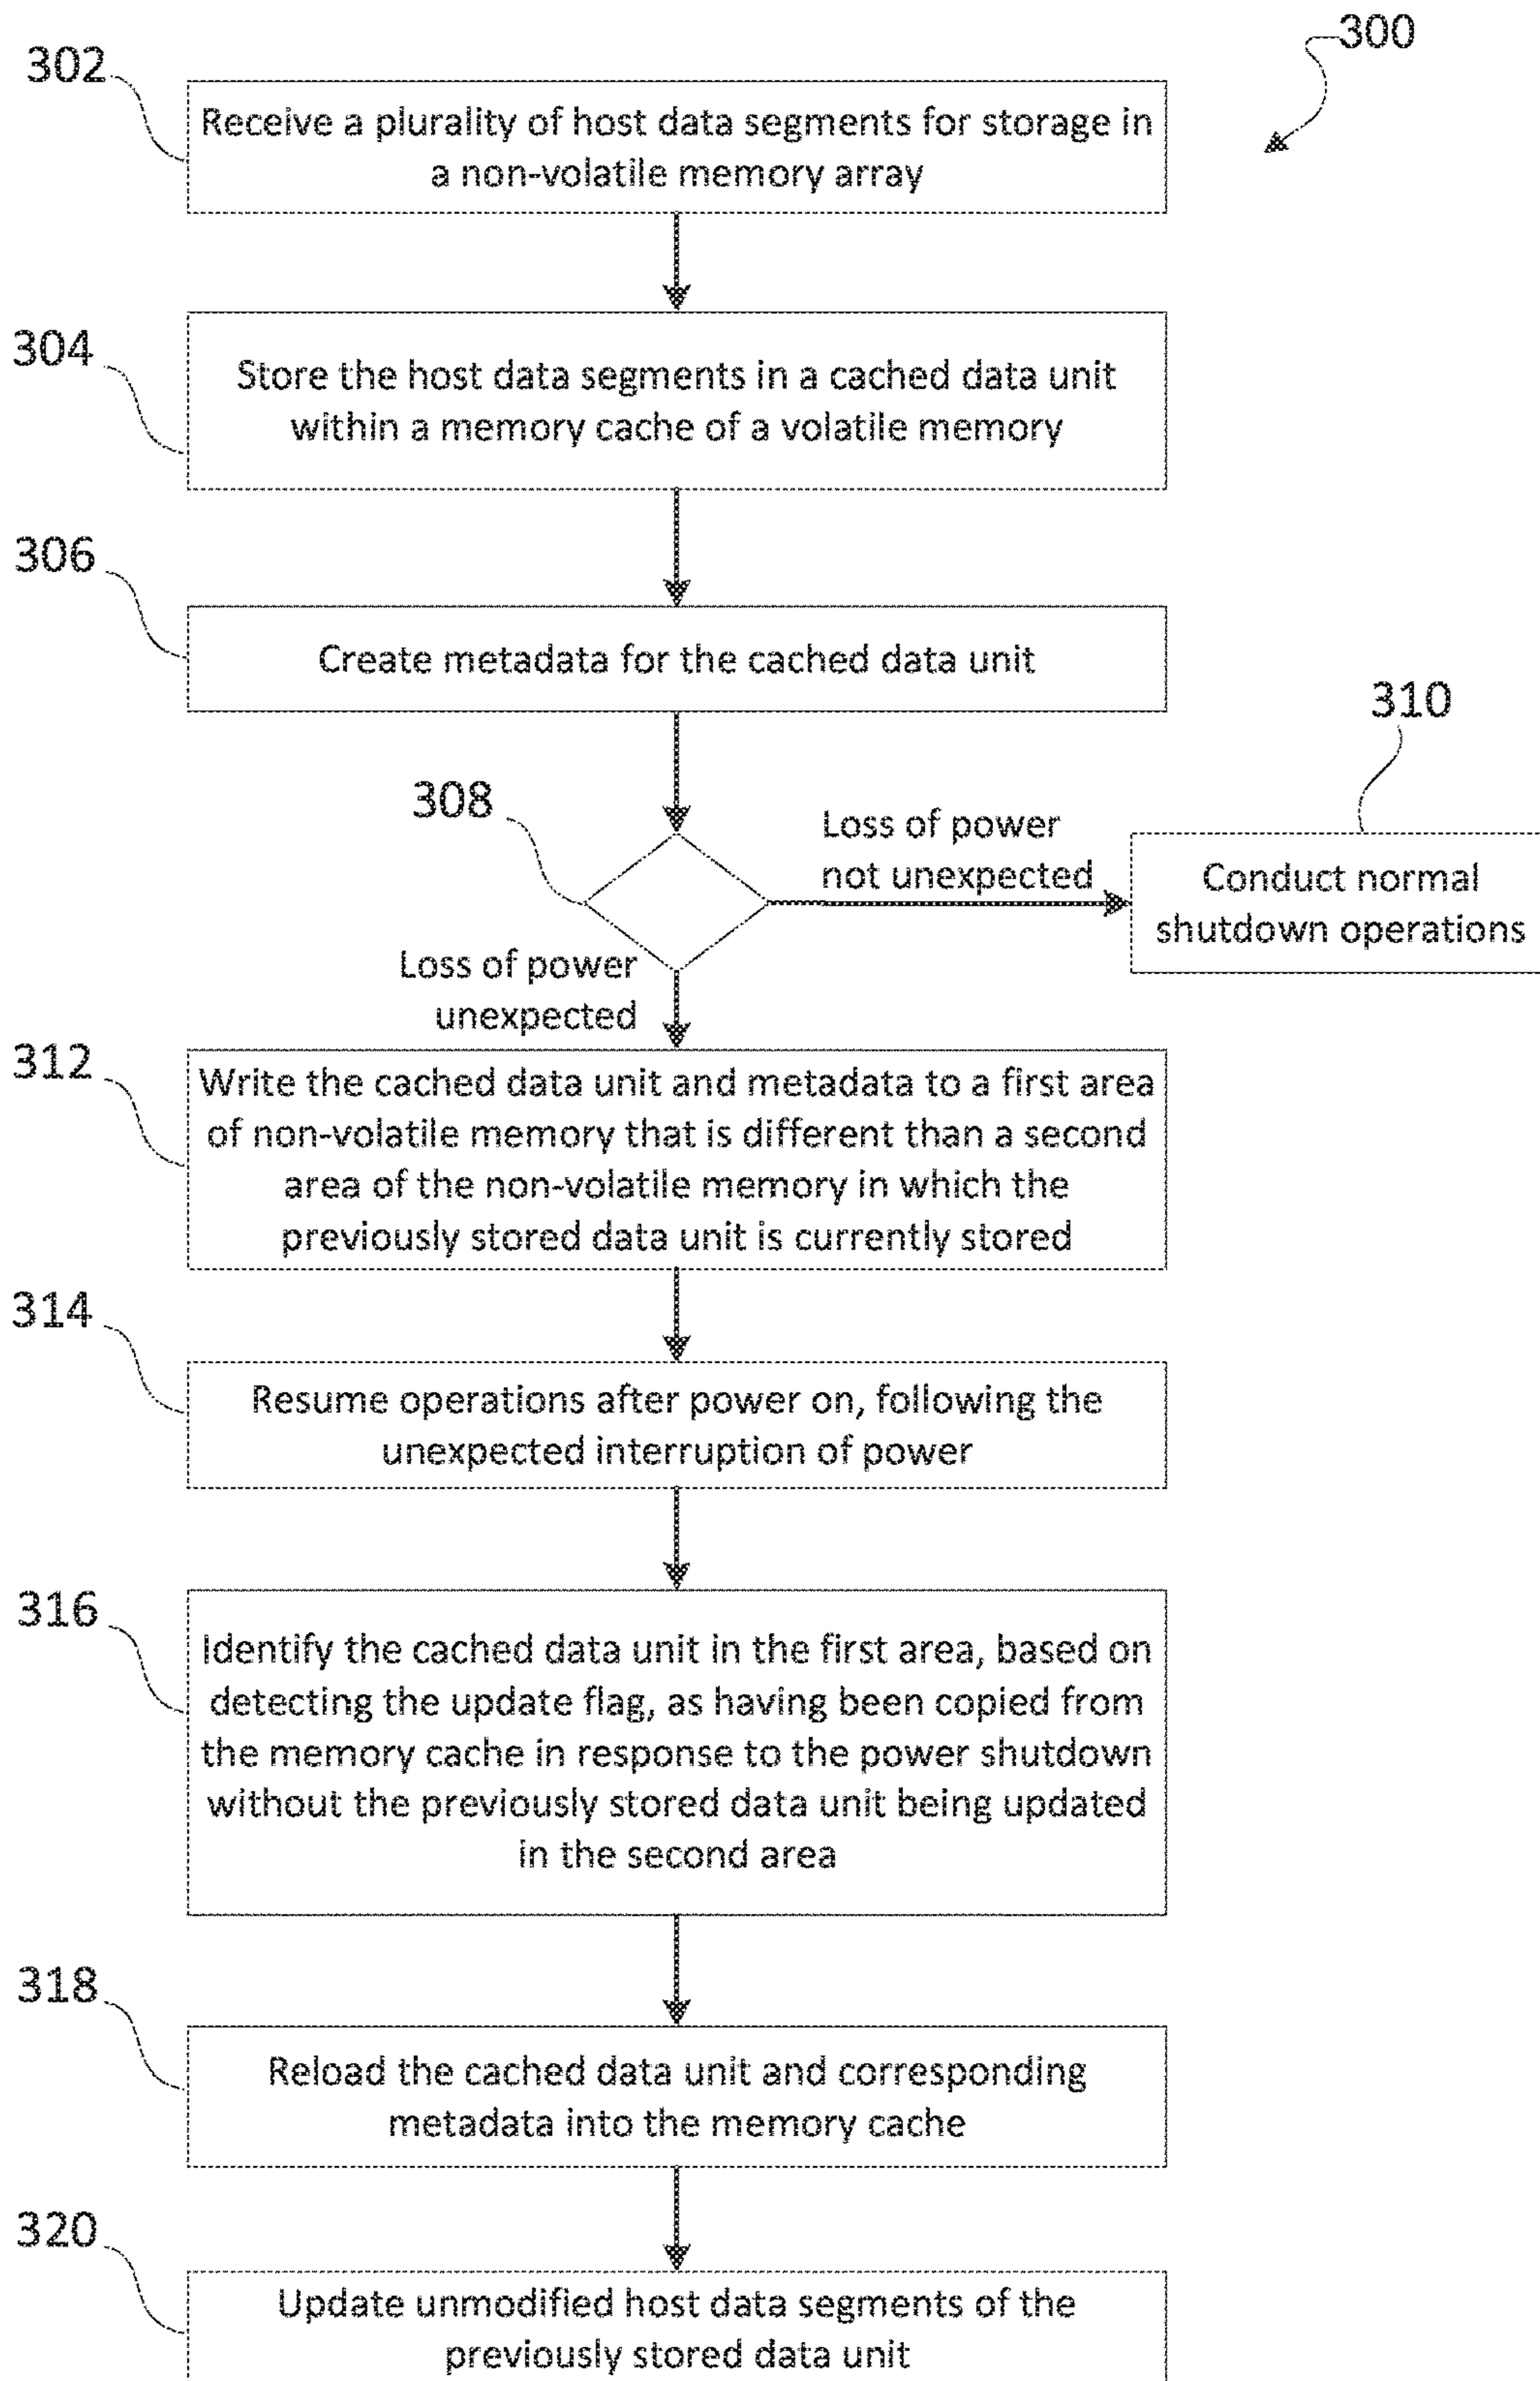 300
302
Receive a plurality of host data segments for storage in
a non-volatile memory array
304
Store the host data segments in a cached data unit
within a memory cache of a volatile memory
306
Create metadata for the cached data unit
308
Loss of power
not unexpected
310
Conduct normal
shutdown operations
Loss of power
unexpected
312
Write the cached data unit and metadata to a first area
of non-volatile memory that is different than a second
area of the non-volatile memory in which the
previously stored data unit is currently stored
314
Resume operations after power on, following the
unexpected interruption of power
316
Identify the cached data unit in the first area, based on
detecting the update flag, as having been copied from
the memory cache in response to the power shutdown
without the previously stored data unit being updated
in the second area
318
Reload the cached data unit and corresponding
metadata into the memory cache
320
Update unmodified host data segments of the
previously stored data unit